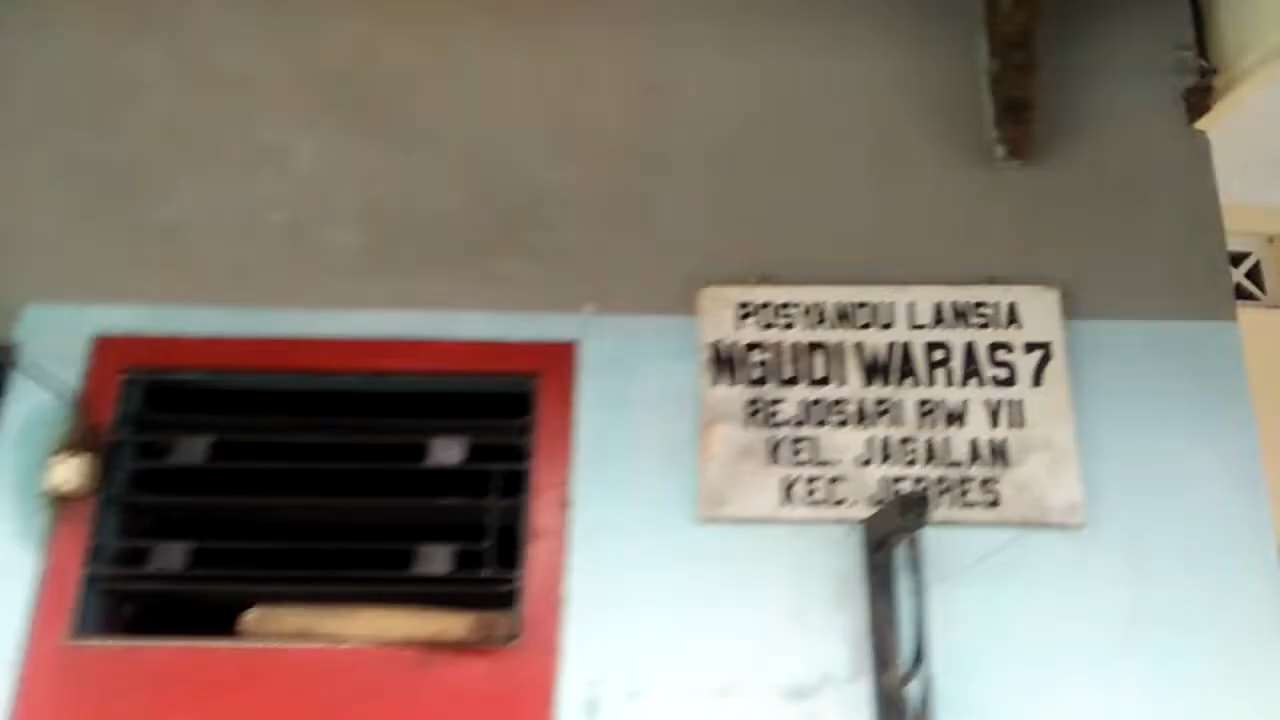 POSYANDU LANSIA
NGUDI WARAS 7
REJOSARI RW VII
KEL. JAGALAN
KEC. JEBRES